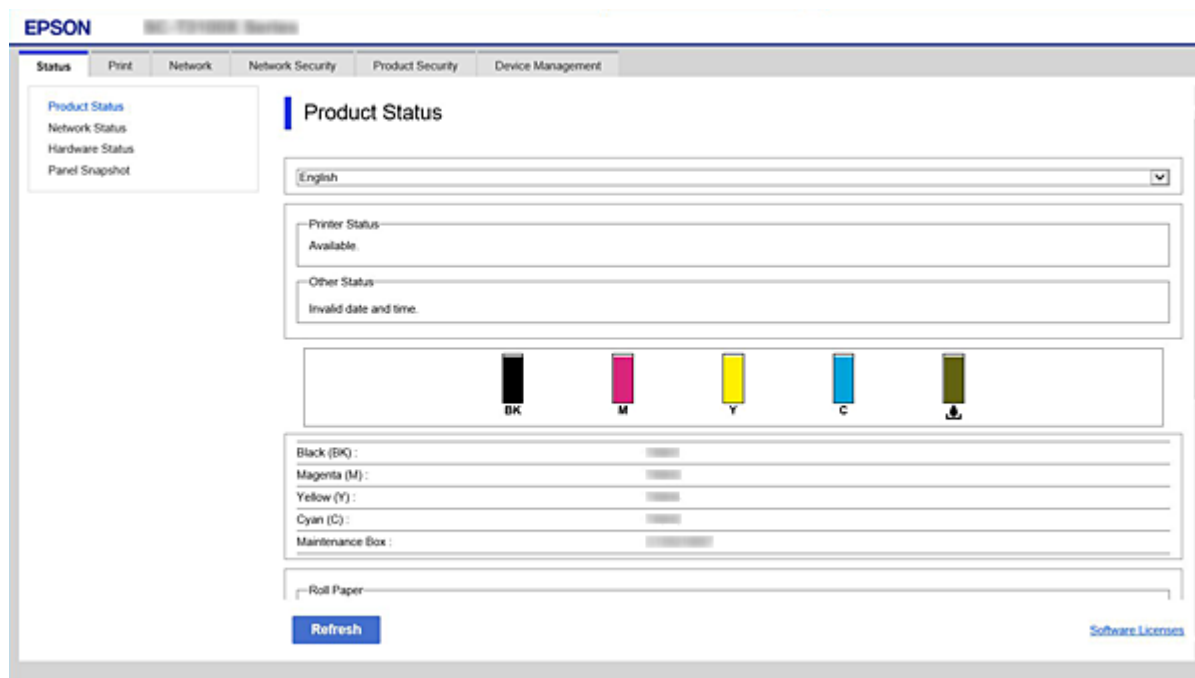 EPSON
Status Print Network Network Security Product Security Device Management
Product Status
Network Status
Hardware Status
Panel Snapshot
Product Status
English
Printer Status
Available.
Other Status
Invalid date and time.
BK M Y C
Black (BK) :
Magenta (M) :
Yellow (Y) :
Cyan (C) :
Maintenance Box :
Roll Paper
Refresh
Software Licenses